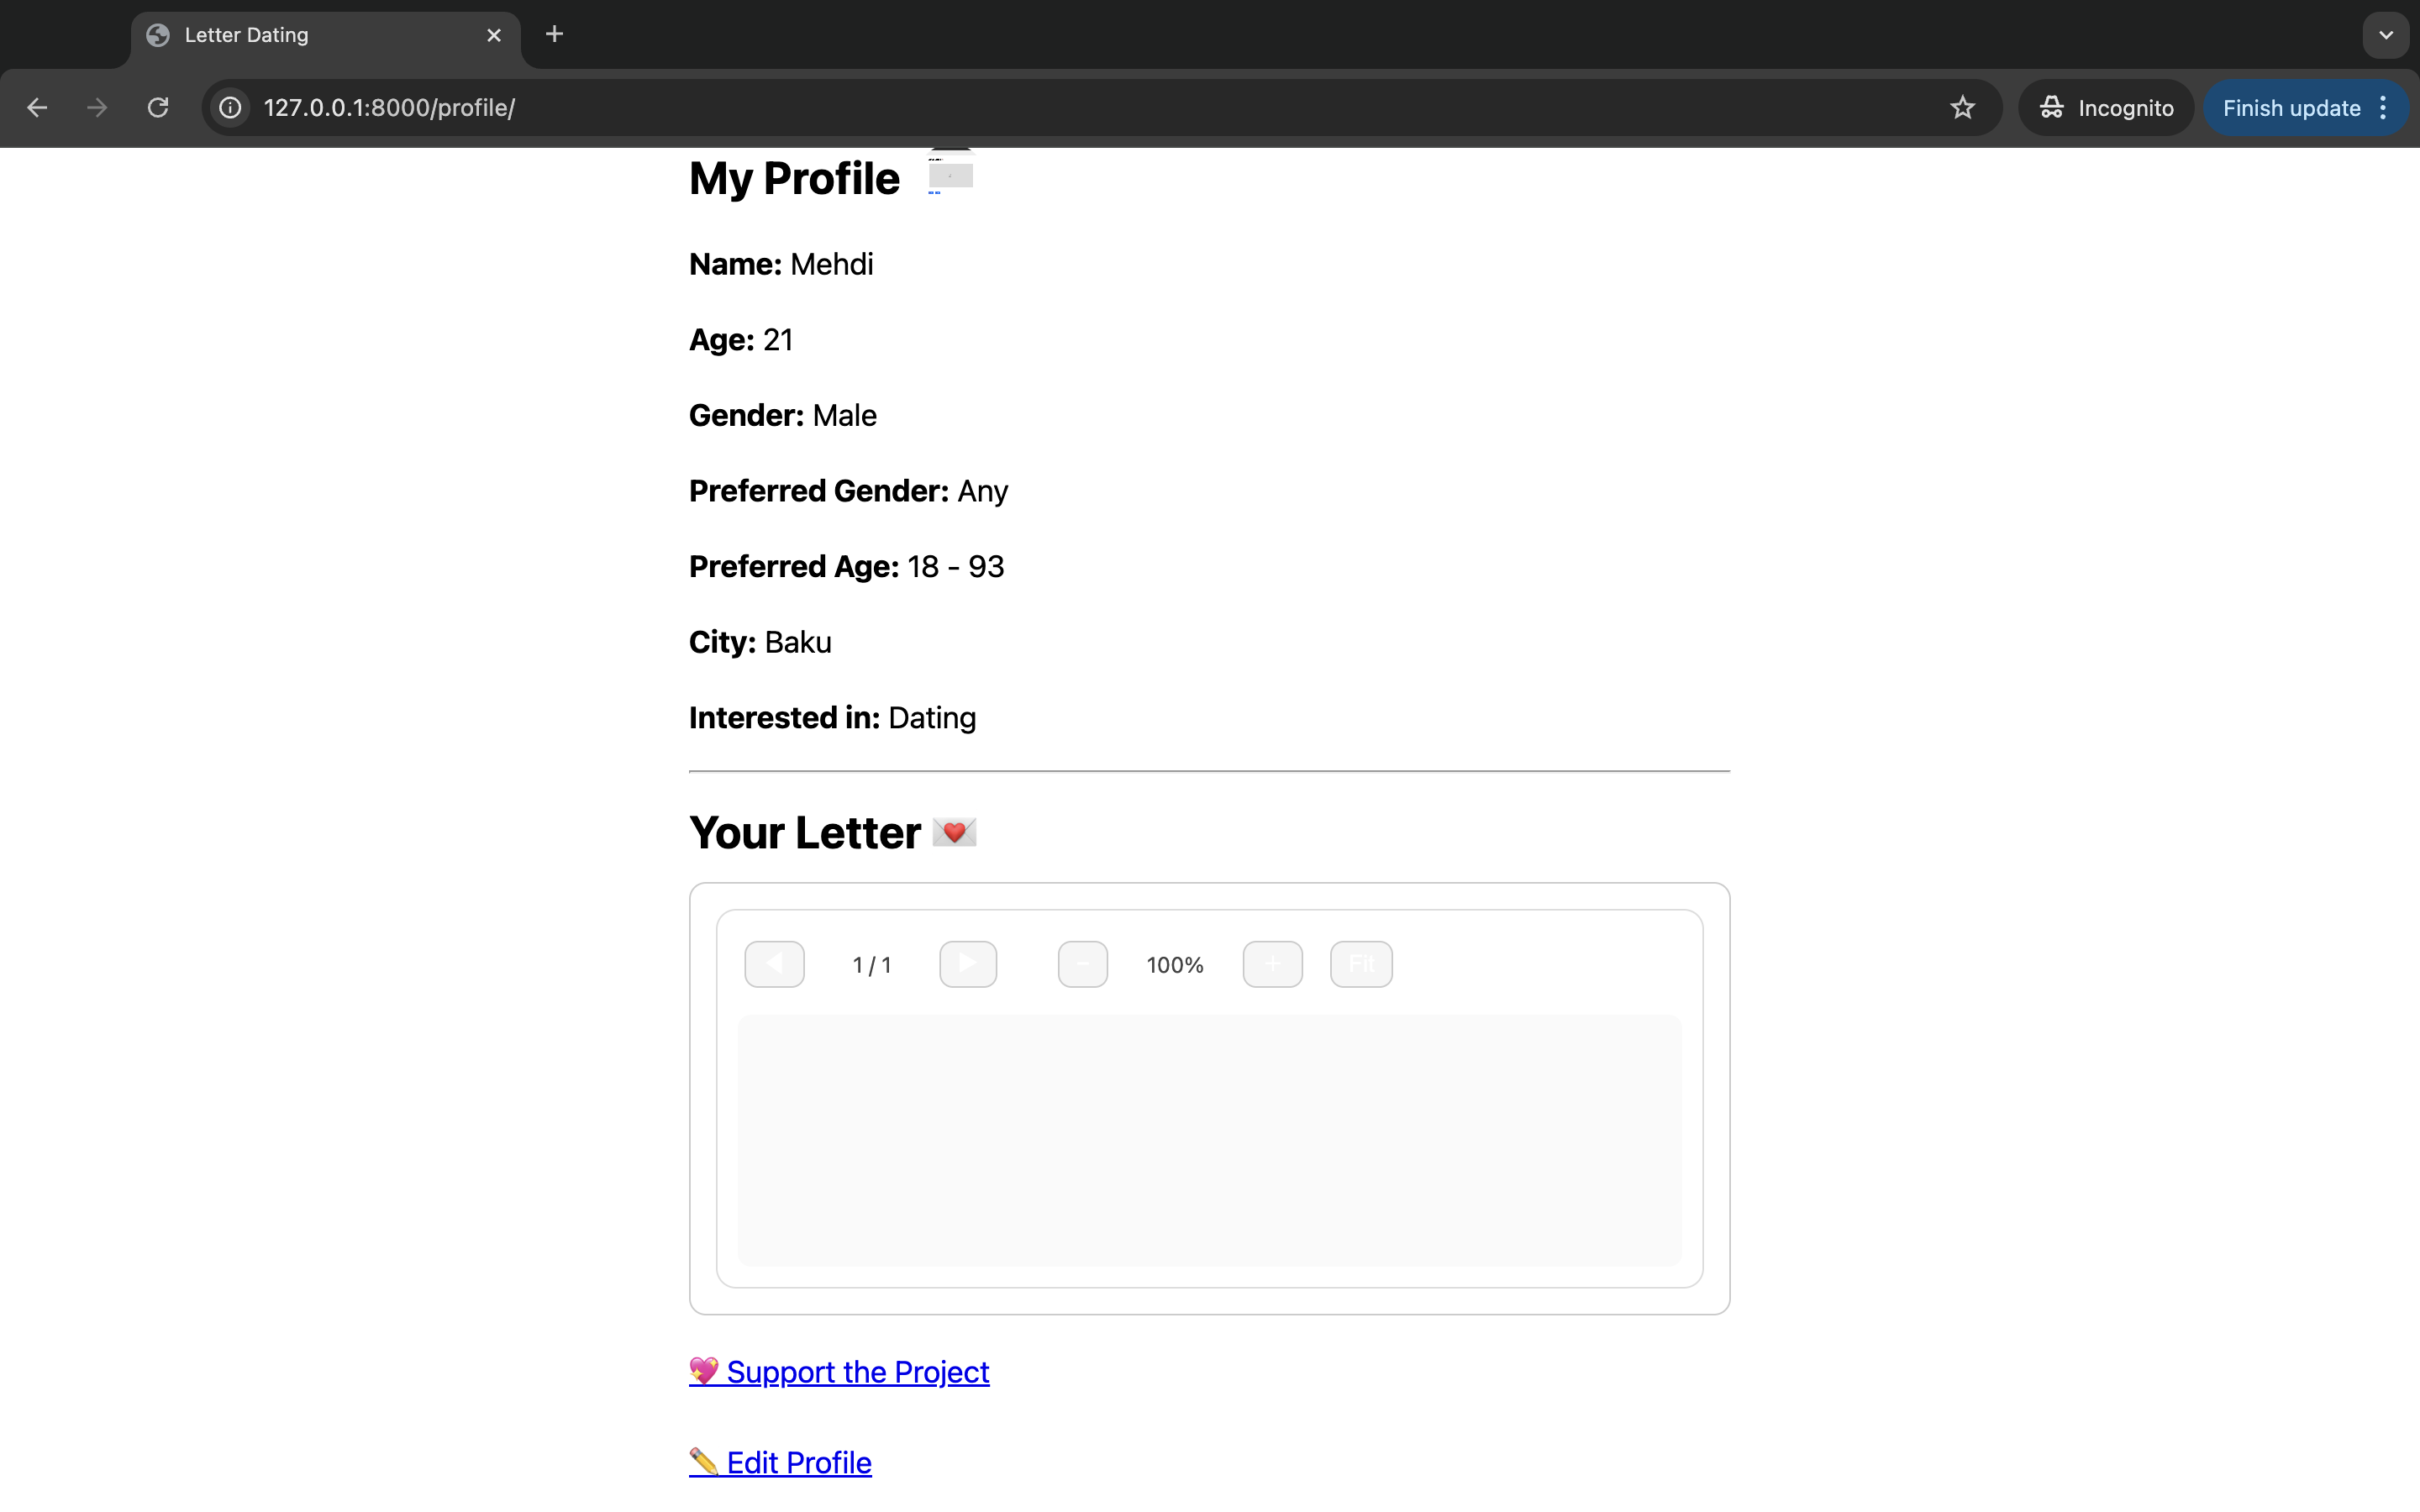 Letter Dating
127.0.0.1:8000/profile/
Incognito
Finish update
My Profile
Name: Mehdi
Age: 21
Gender: Male
Preferred Gender: Any
Preferred Age: 18 - 93
City: Baku
Interested in: Dating
Your Letter 💌
◀ 1 / 1 ▶ − 100% + Fit
💖 Support the Project
✏️ Edit Profile